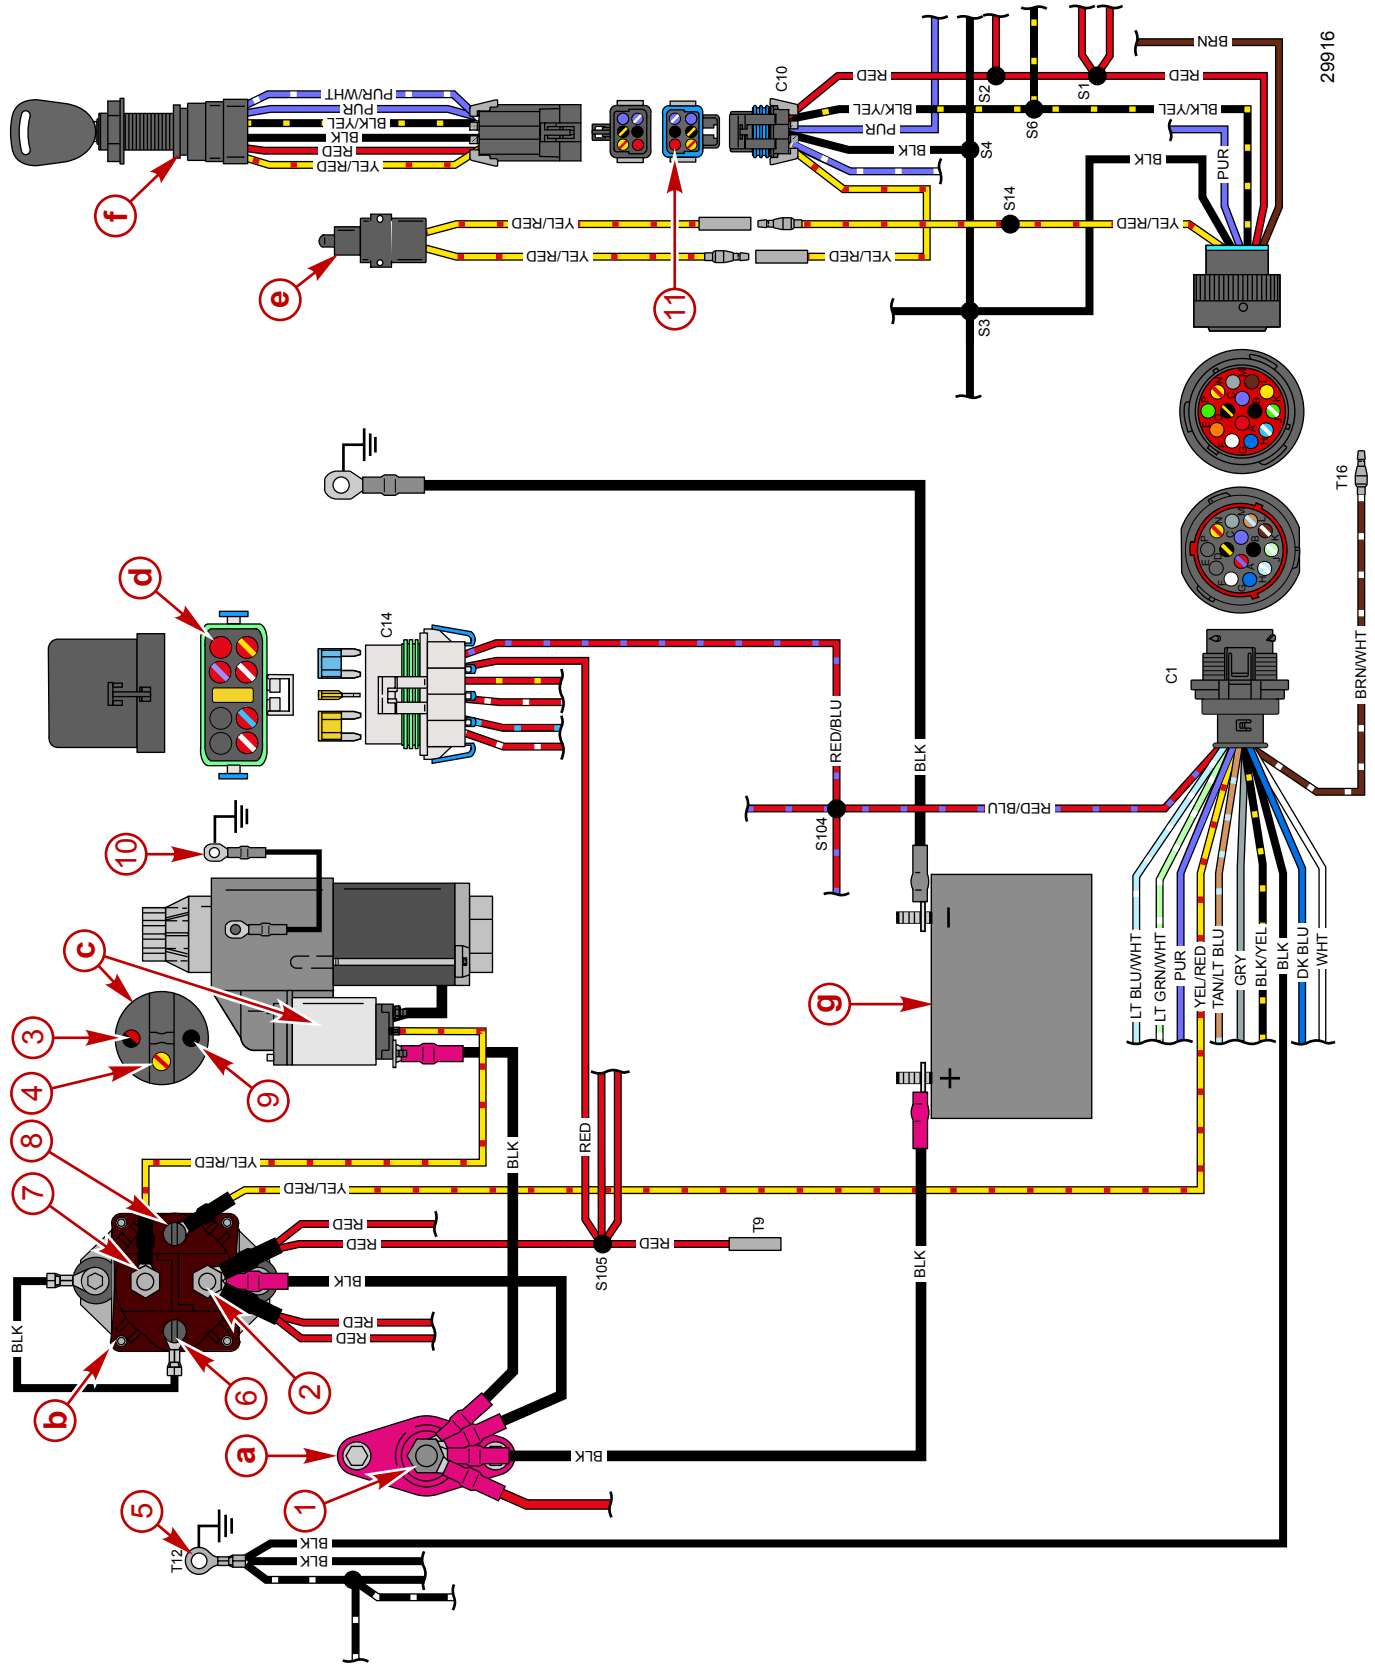 29916
PUR/WHT
PUR
BLK/YEL
BLK
RED
YEL/RED
f
C10
RED
BLK/YEL
PUR
BLK
S2
S1
S6
S4
BRN
RED
BLK/YEL
PUR
BLK
11
e
YEL/RED
YEL/RED
YEL/RED
S14
YEL/RED
S3
T16
BRN/WHT
d
C14
C1
RED/BLU
RED/BLU
S104
BLK
10
c
3
4
9
8
7
g
+
−
LT BLU/WHT
LT GRN/WHT
PUR
YEL/RED
TAN/LT BLU
GRY
BLK/YEL
BLK
DK BLU
WHT
YEL/RED
YEL/RED
BLK
RED
RED
RED
RED
T9
S105
BLK
RED
RED
BLK
BLK
b
6
2
a
1
BLK
5
T12
BLK
BLK
P
N
M
L
K
J
H
G
F
E
D
C
B
A
P
N
M
L
K
J
H
G
F
E
D
C
B
A